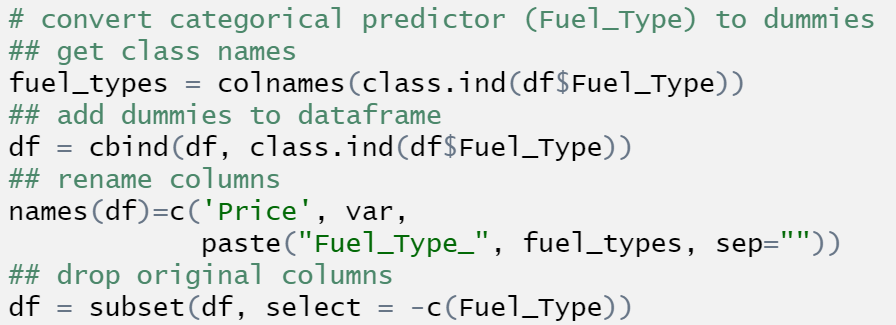 # convert categorical predictor (Fuel_Type) to dummies
## get class names
fuel_types = colnames(class.ind(df$Fuel_Type))
## add dummies to dataframe
df = cbind(df, class.ind(df$Fuel_Type))
## rename columns
names(df)=c('Price', var,
            paste("Fuel_Type_", fuel_types, sep=""))
## drop original columns
df = subset(df, select = -c(Fuel_Type))